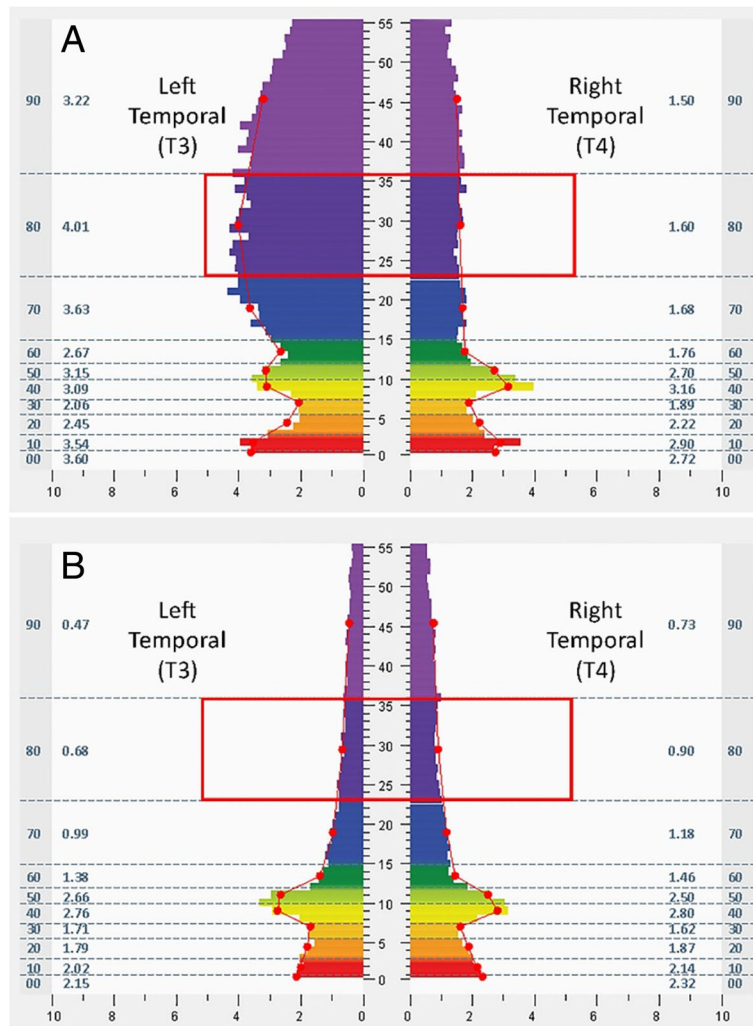 A
55
50
Left Right
90 3.22 45 1.50 90
Temporal Temporal
(T3) (T4)
40
35
80 4.01 30 1.60 80
25
20
70 3.63 1.68 70
15
60 2.67 1.76 60
50 3.15 2.70 50
40 3.09 10 3.16 40
30 2.06 1.89 30
20 2.45 5 2.22 20
10 3.54 2.90 10
00 3.60 0 2.72 00
10 8 6 4 2 0 0 2 4 6 8 10
B
55
50
Left Right
90 0.47 45 0.73 90
Temporal Temporal
(T3) (T4)
40
35
80 0.68 30 0.90 80
25
20
70 0.99 1.18 70
15
60 1.38 1.46 60
50 2.66 2.50 50
40 2.76 10 2.80 40
30 1.71 1.62 30
20 1.79 5 1.87 20
10 2.02 2.14 10
00 2.15 0 2.32 00
10 8 6 4 2 0 0 2 4 6 8 10